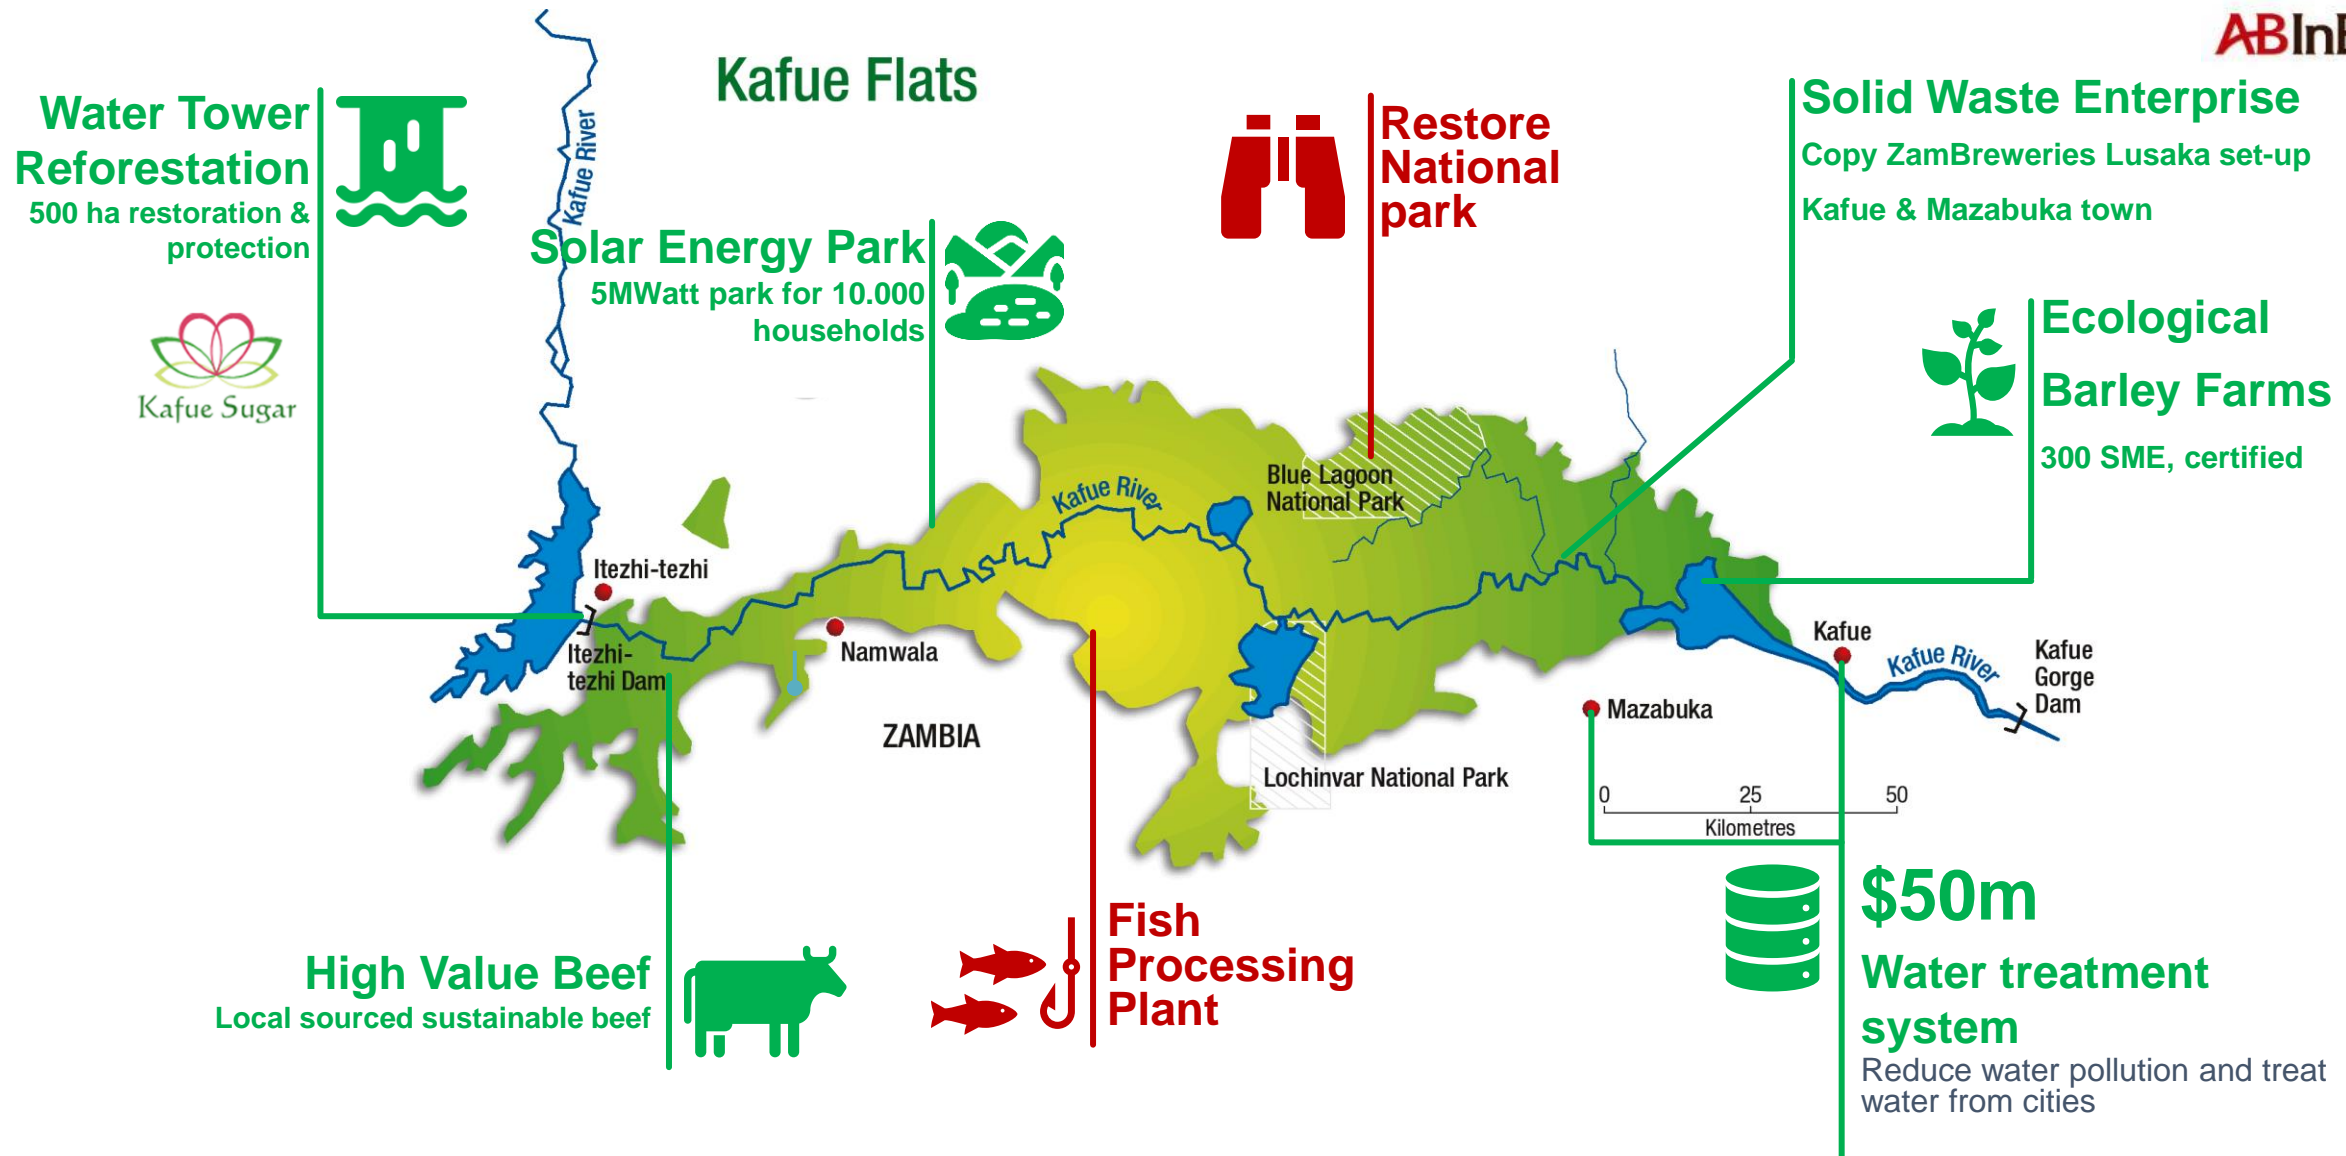 ABInB
Kafue Flats
Water Tower
Reforestation
500 ha restoration &
protection
Kafue Sugar
Kafue River
Solar Energy Park
5MWatt park for 10.000
households
Restore
National
park
Solid Waste Enterprise
Copy ZamBreweries Lusaka set-up
Kafue & Mazabuka town
Ecological
Barley Farms
300 SME, certified
Blue Lagoon
National Park
Kafue River
Itezhi-tezhi
Itezhi-
tezhi Dam
Namwala
ZAMBIA
Lochinvar National Park
Mazabuka
Kafue
Kafue River
Kafue
Gorge
Dam
0 25 50
Kilometres
High Value Beef
Local sourced sustainable beef
Fish
Processing
Plant
$50m
Water treatment
system
Reduce water pollution and treat
water from cities